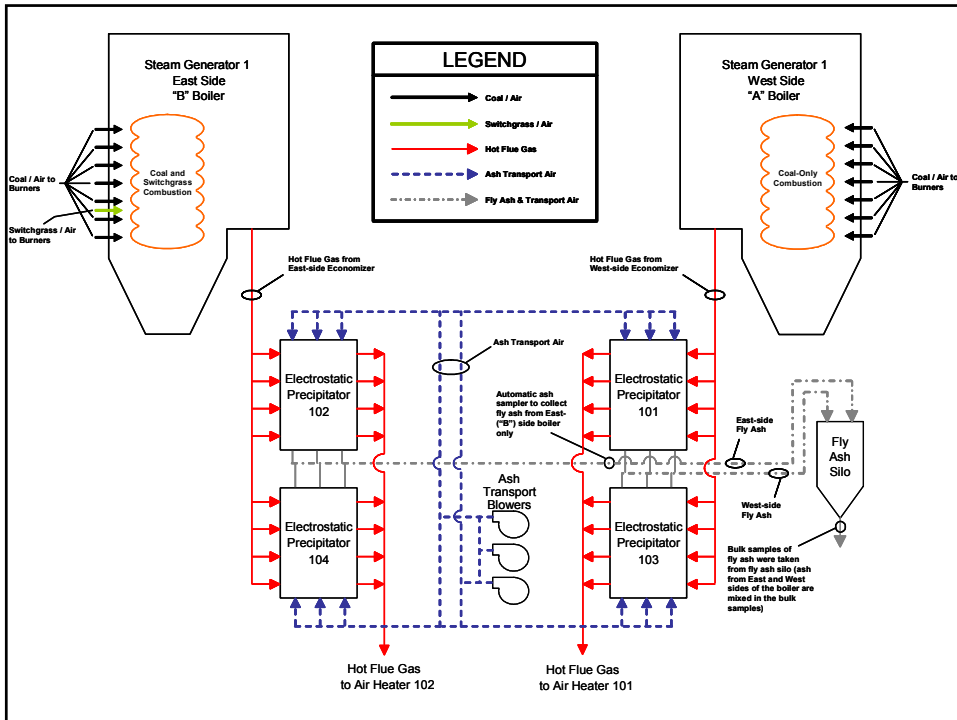 Steam Generator 1
East Side
"B" Boiler
Coal and
Switchgrass
Combustion
Coal / Air to
Burners
Switchgrass / Air
to Burners
LEGEND
Coal / Air
Switchgrass / Air
Hot Flue Gas
Ash Transport Air
Fly Ash & Transport Air
Steam Generator 1
West Side
"A" Boiler
Coal-Only
Combustion
Coal / Air to
Burners
Hot Flue Gas from
East-side Economizer
Hot Flue Gas from
West-side Economizer
Electrostatic
Precipitator
102
Ash Transport Air
Automatic ash
sampler to collect
fly ash from East-
("B") side boiler
only
Electrostatic
Precipitator
101
East-side
Fly Ash
Fly
Ash
Silo
West-side
Fly Ash
Electrostatic
Precipitator
104
Ash
Transport
Blowers
Electrostatic
Precipitator
103
Bulk samples of
fly ash were taken
from fly ash silo (ash
from East and West
sides of the boiler are
mixed in the bulk
samples)
Hot Flue Gas
to Air Heater 102
Hot Flue Gas
to Air Heater 101